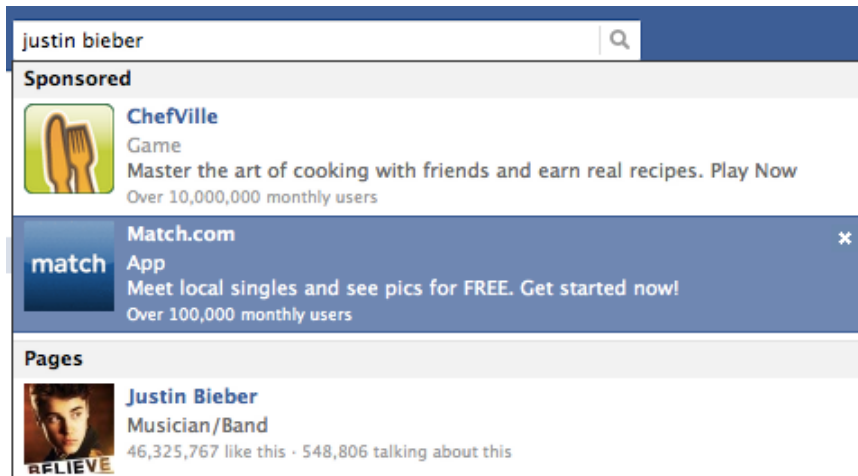 justin bieber
Sponsored
ChefVille
Game
Master the art of cooking with friends and earn real recipes. Play Now
Over 10,000,000 monthly users
match
Match.com
App
Meet local singles and see pics for FREE. Get started now!
Over 100,000 monthly users
Pages
Justin Bieber
Musician/Band
46,325,767 like this · 548,806 talking about this
BELIEVE